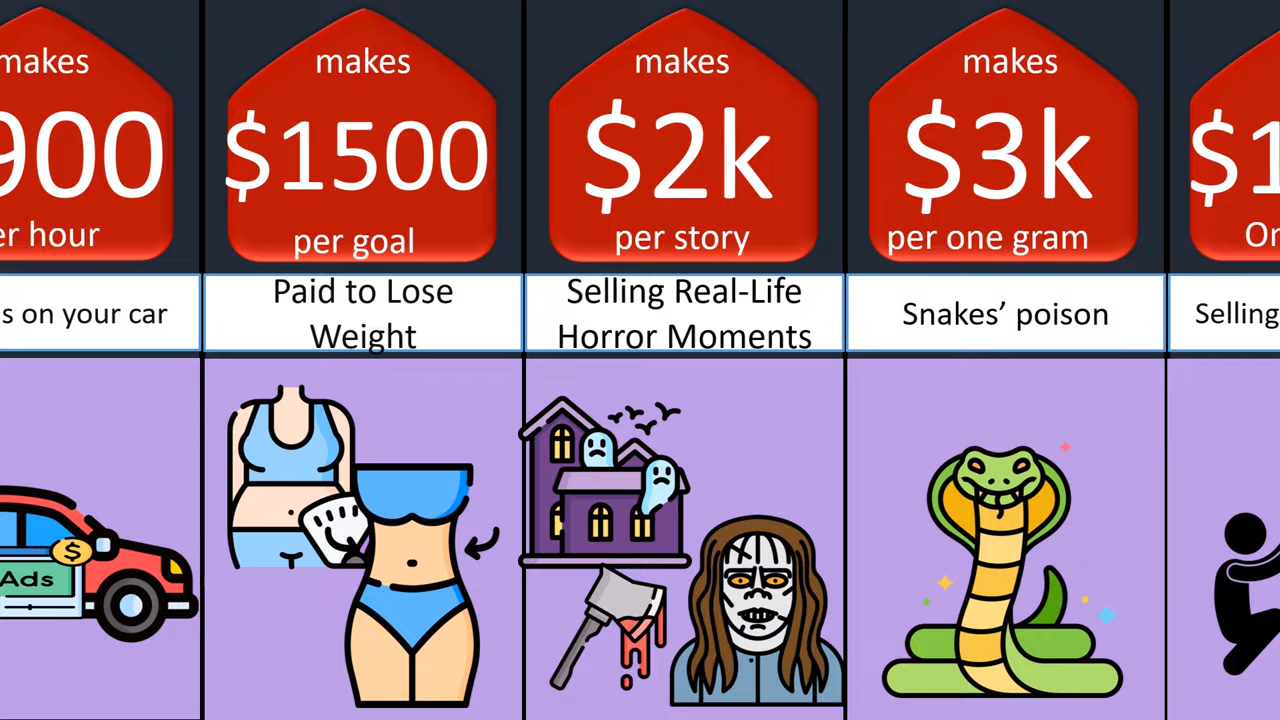 makes
900
er hour
s on your car
Ads
$
makes
$1500
per goal
Paid to Lose
Weight
makes
$2k
per story
Selling Real-Life
Horror Moments
makes
$3k
per one gram
Snakes’ poison
$1
Or
Selling